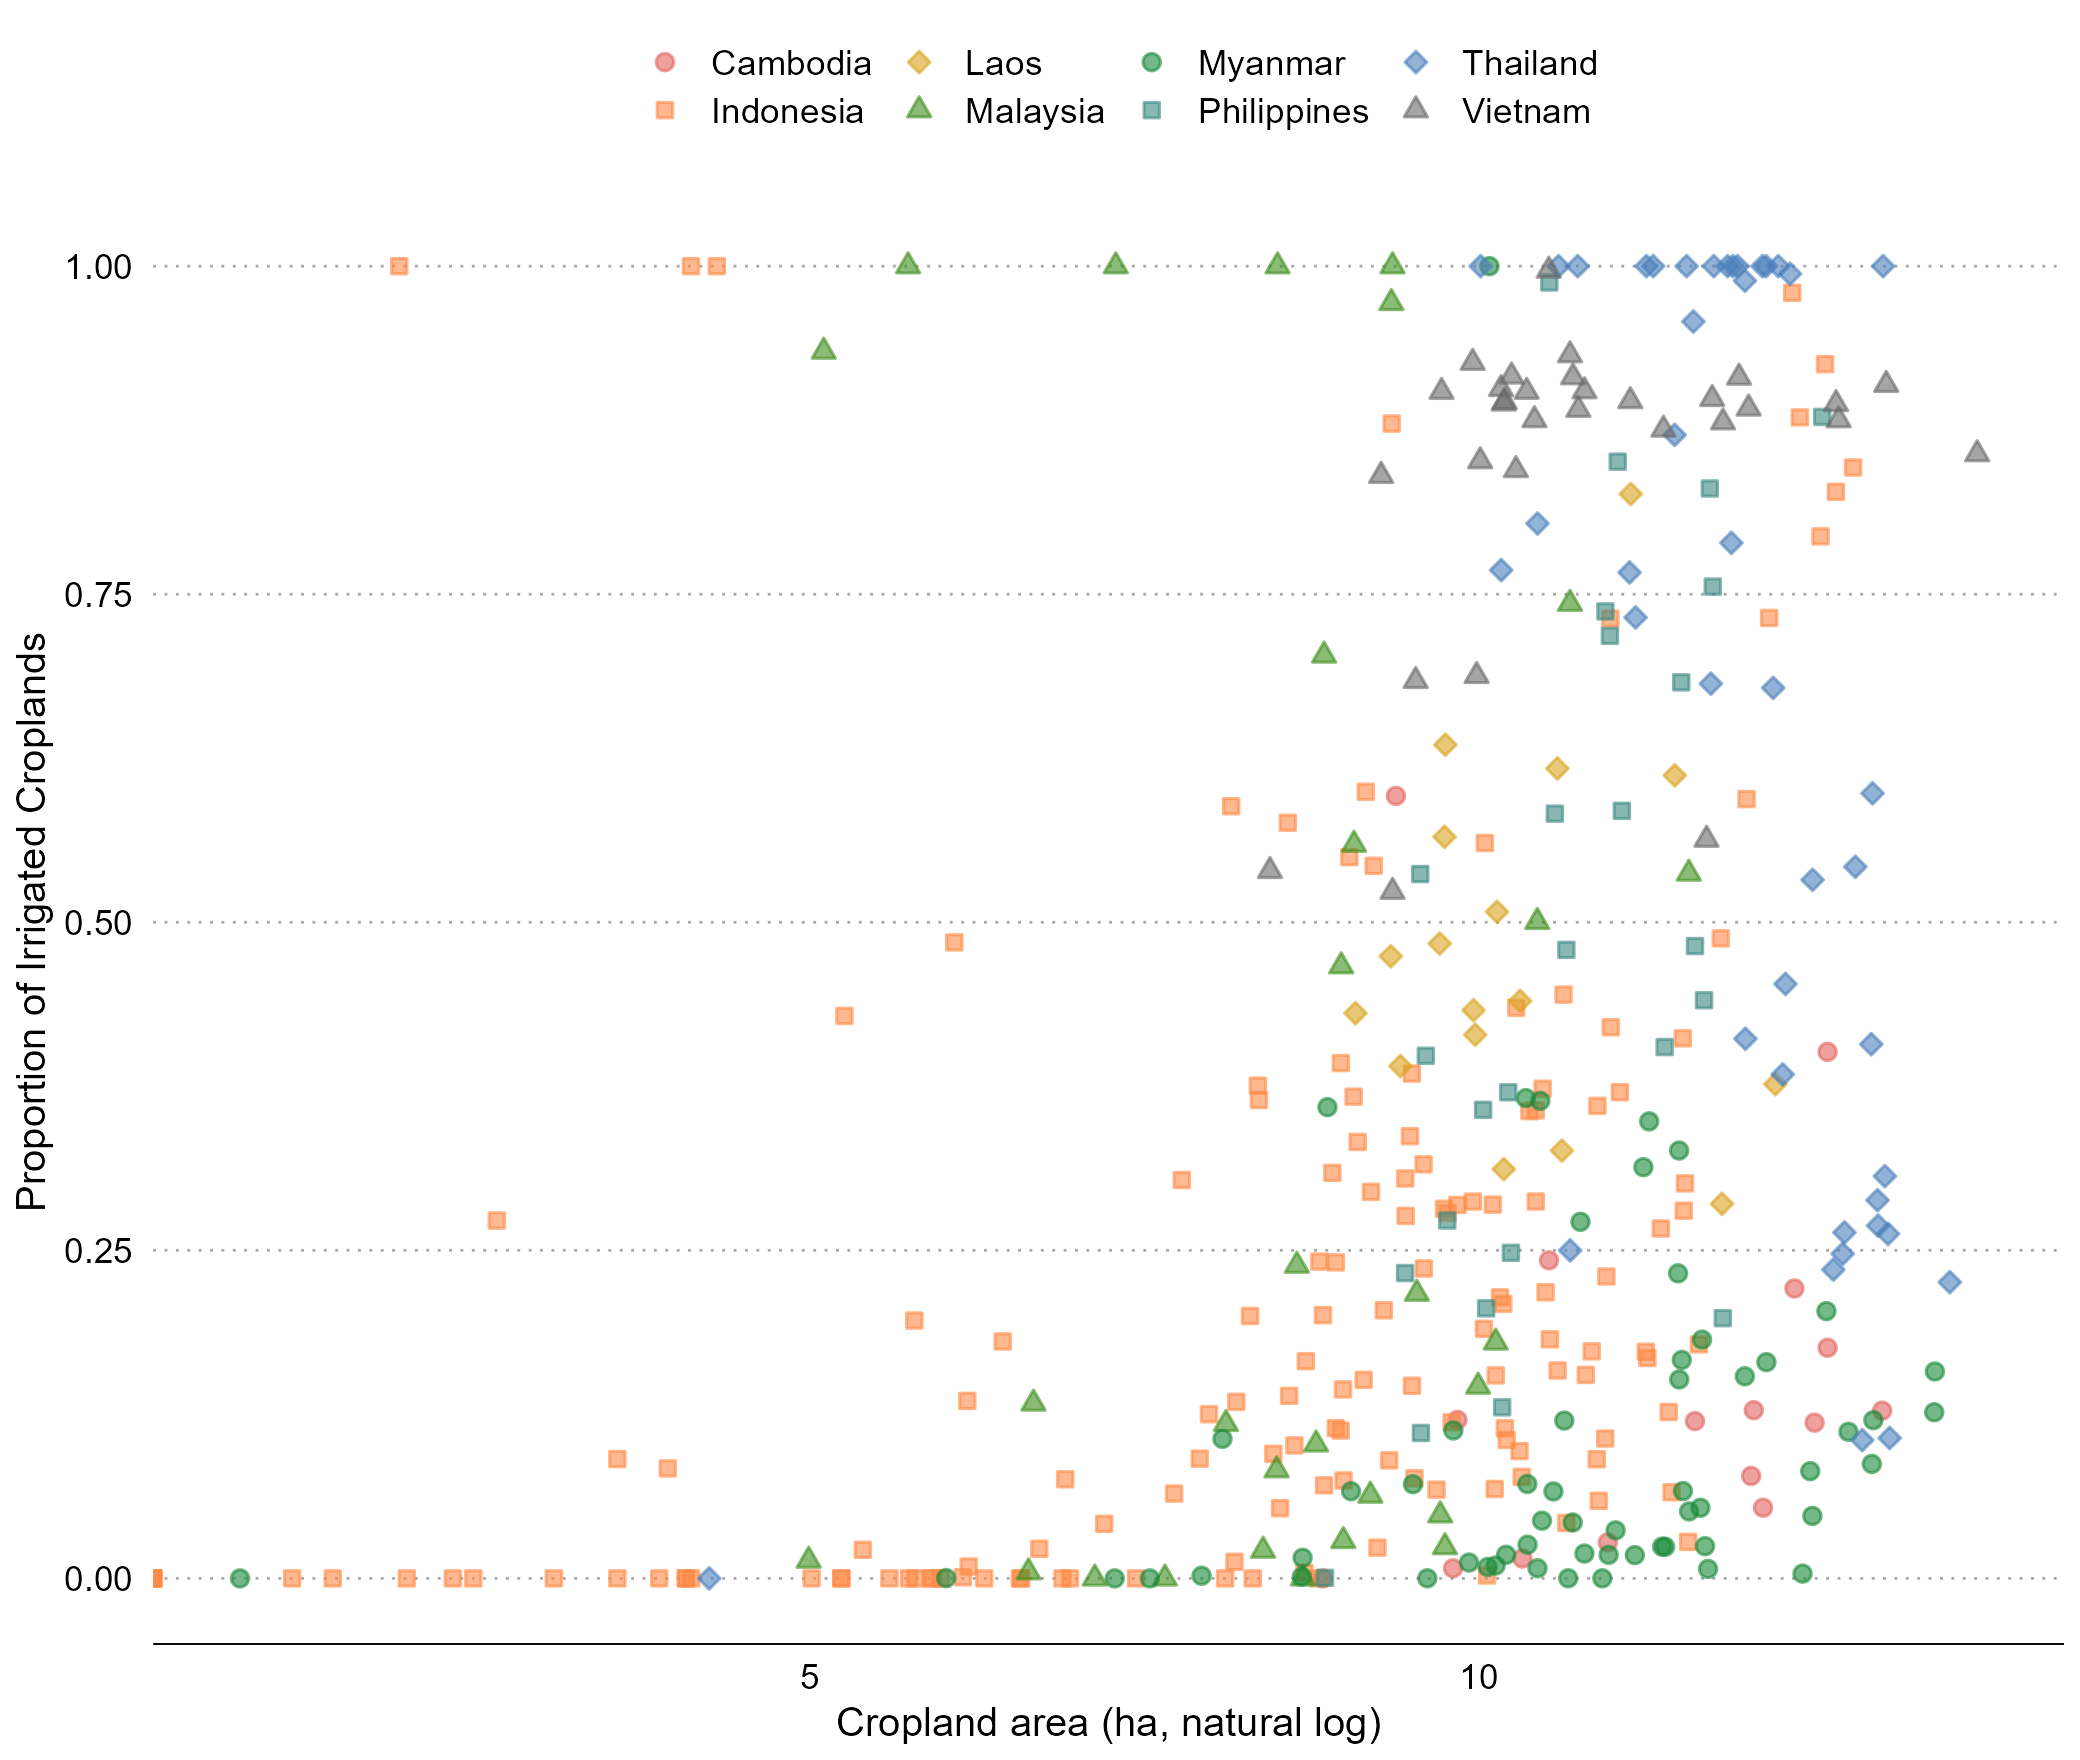 Cambodia Laos Myanmar Thailand
Indonesia Malaysia Philippines Vietnam
1.00
0.75
0.50
0.25
0.00
Proportion of Irrigated Croplands
5 10
Cropland area (ha, natural log)